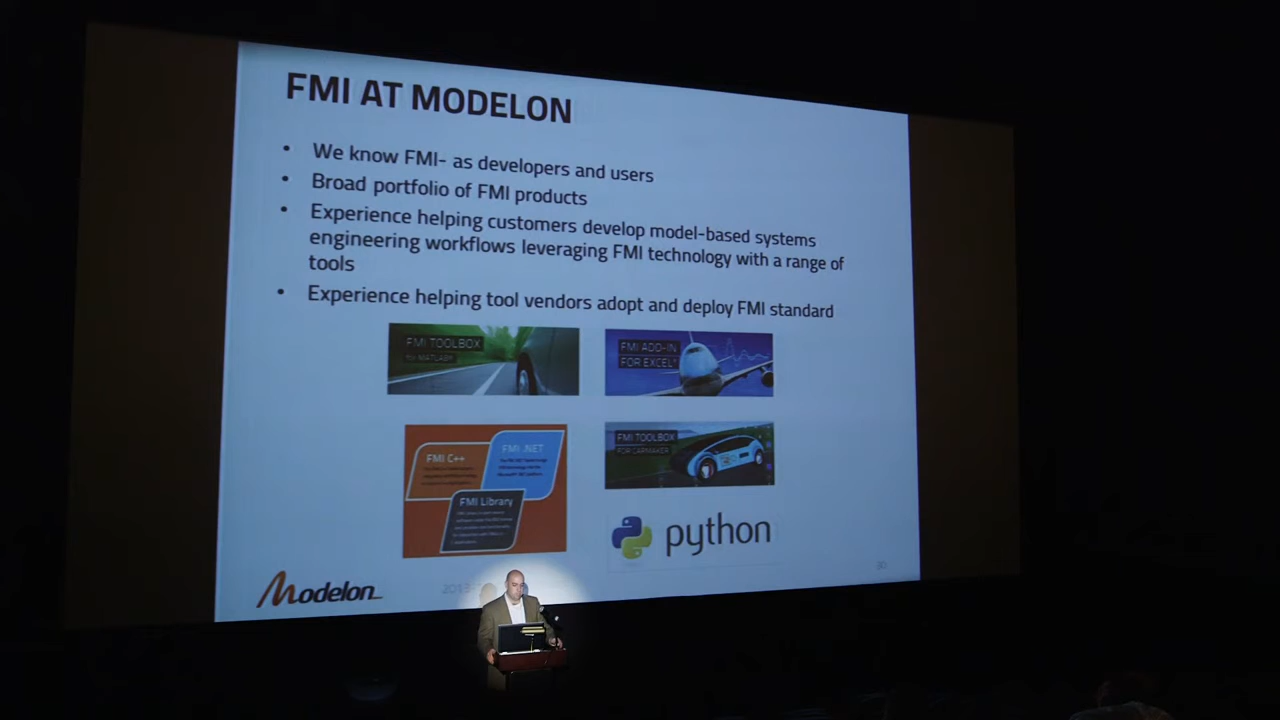 FMI AT MODELON
• We know FMI- as developers and users
• Broad portfolio of FMI products
• Experience helping customers develop model-based systems
engineering workflows leveraging FMI technology with a range of
tools
• Experience helping tool vendors adopt and deploy FMI standard
FMI TOOLBOX
for MATLAB®
FMI ADD-IN
FOR EXCEL®
FMI C++
FMI .NET
FMI Library
FMI TOOLBOX
FOR CARMAKER
python
Modelon
30